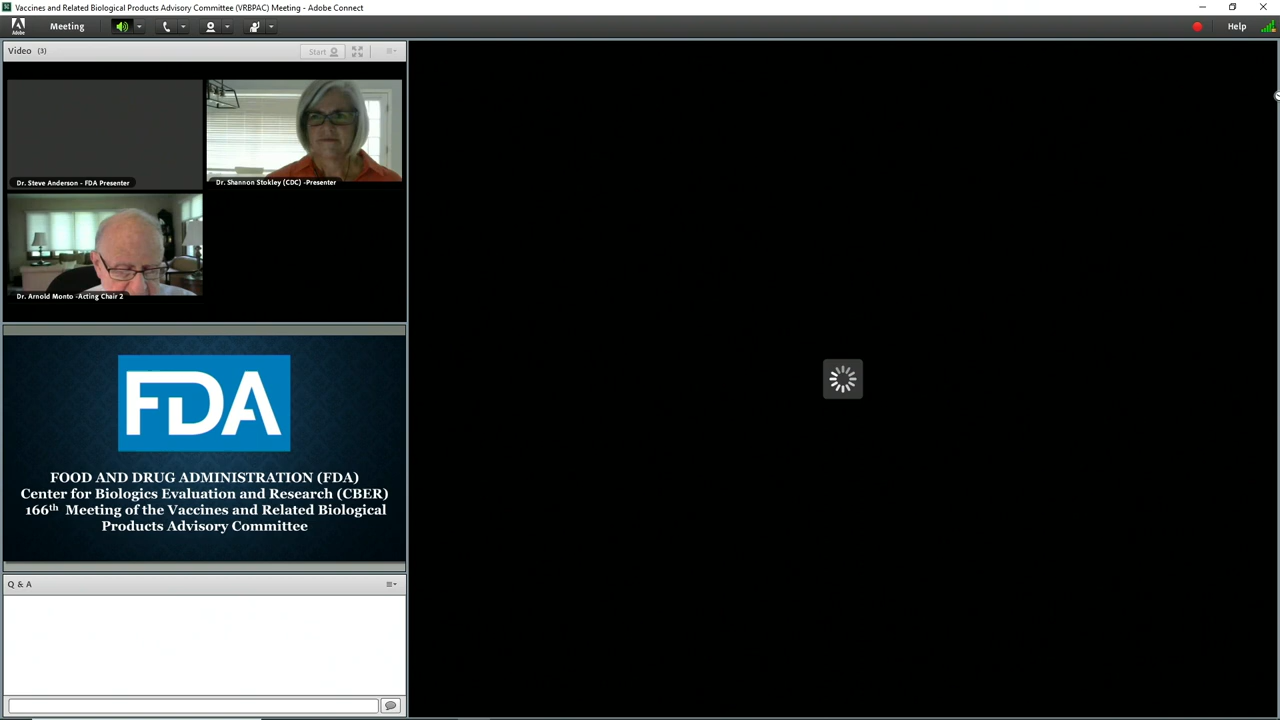 Vaccines and Related Biological Products Advisory Committee (VRBPAC) Meeting - Adobe Connect
Adobe
Meeting
Help
Video (3)
Start
Dr. Steve Anderson - FDA Presenter
Dr. Shannon Stokley (CDC) -Presenter
Dr. Arnold Monto -Acting Chair 2
FDA
FOOD AND DRUG ADMINISTRATION (FDA)
Center for Biologics Evaluation and Research (CBER)
166th Meeting of the Vaccines and Related Biological
Products Advisory Committee
Q & A